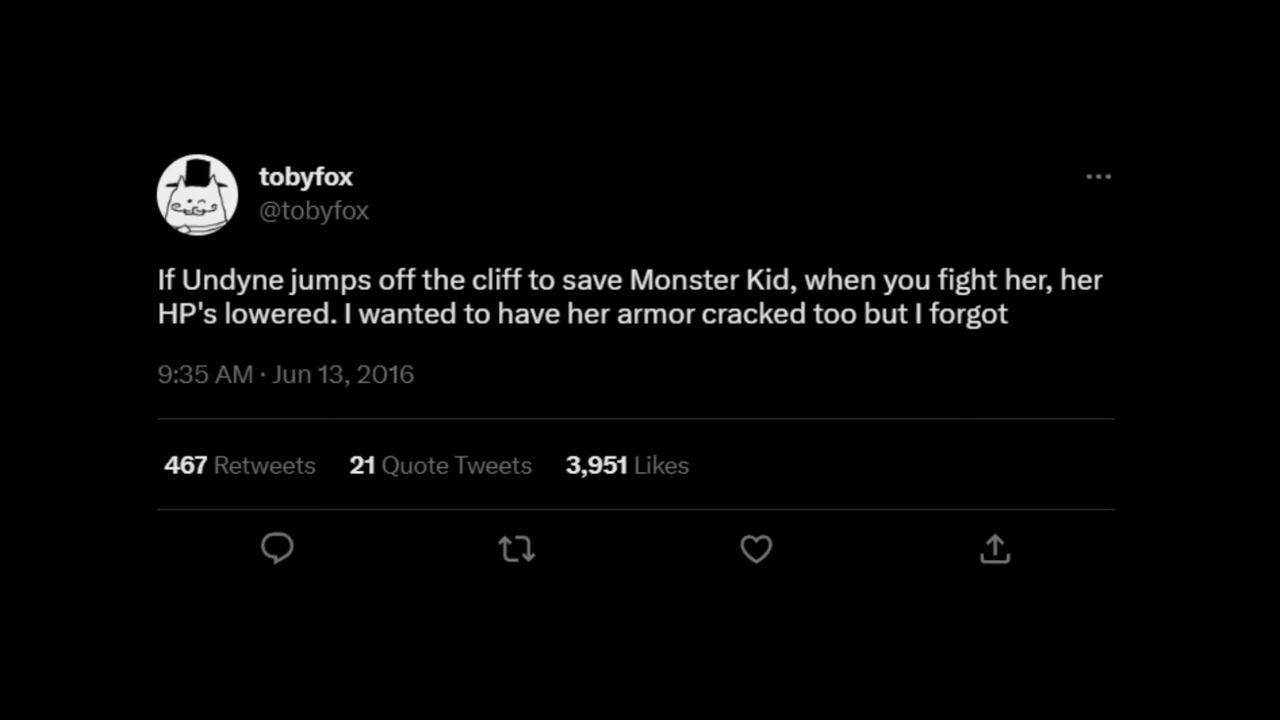 tobyfox
@tobyfox
If Undyne jumps off the cliff to save Monster Kid, when you fight her, her
HP's lowered. I wanted to have her armor cracked too but I forgot
9:35 AM · Jun 13, 2016
467 Retweets 21 Quote Tweets 3,951 Likes